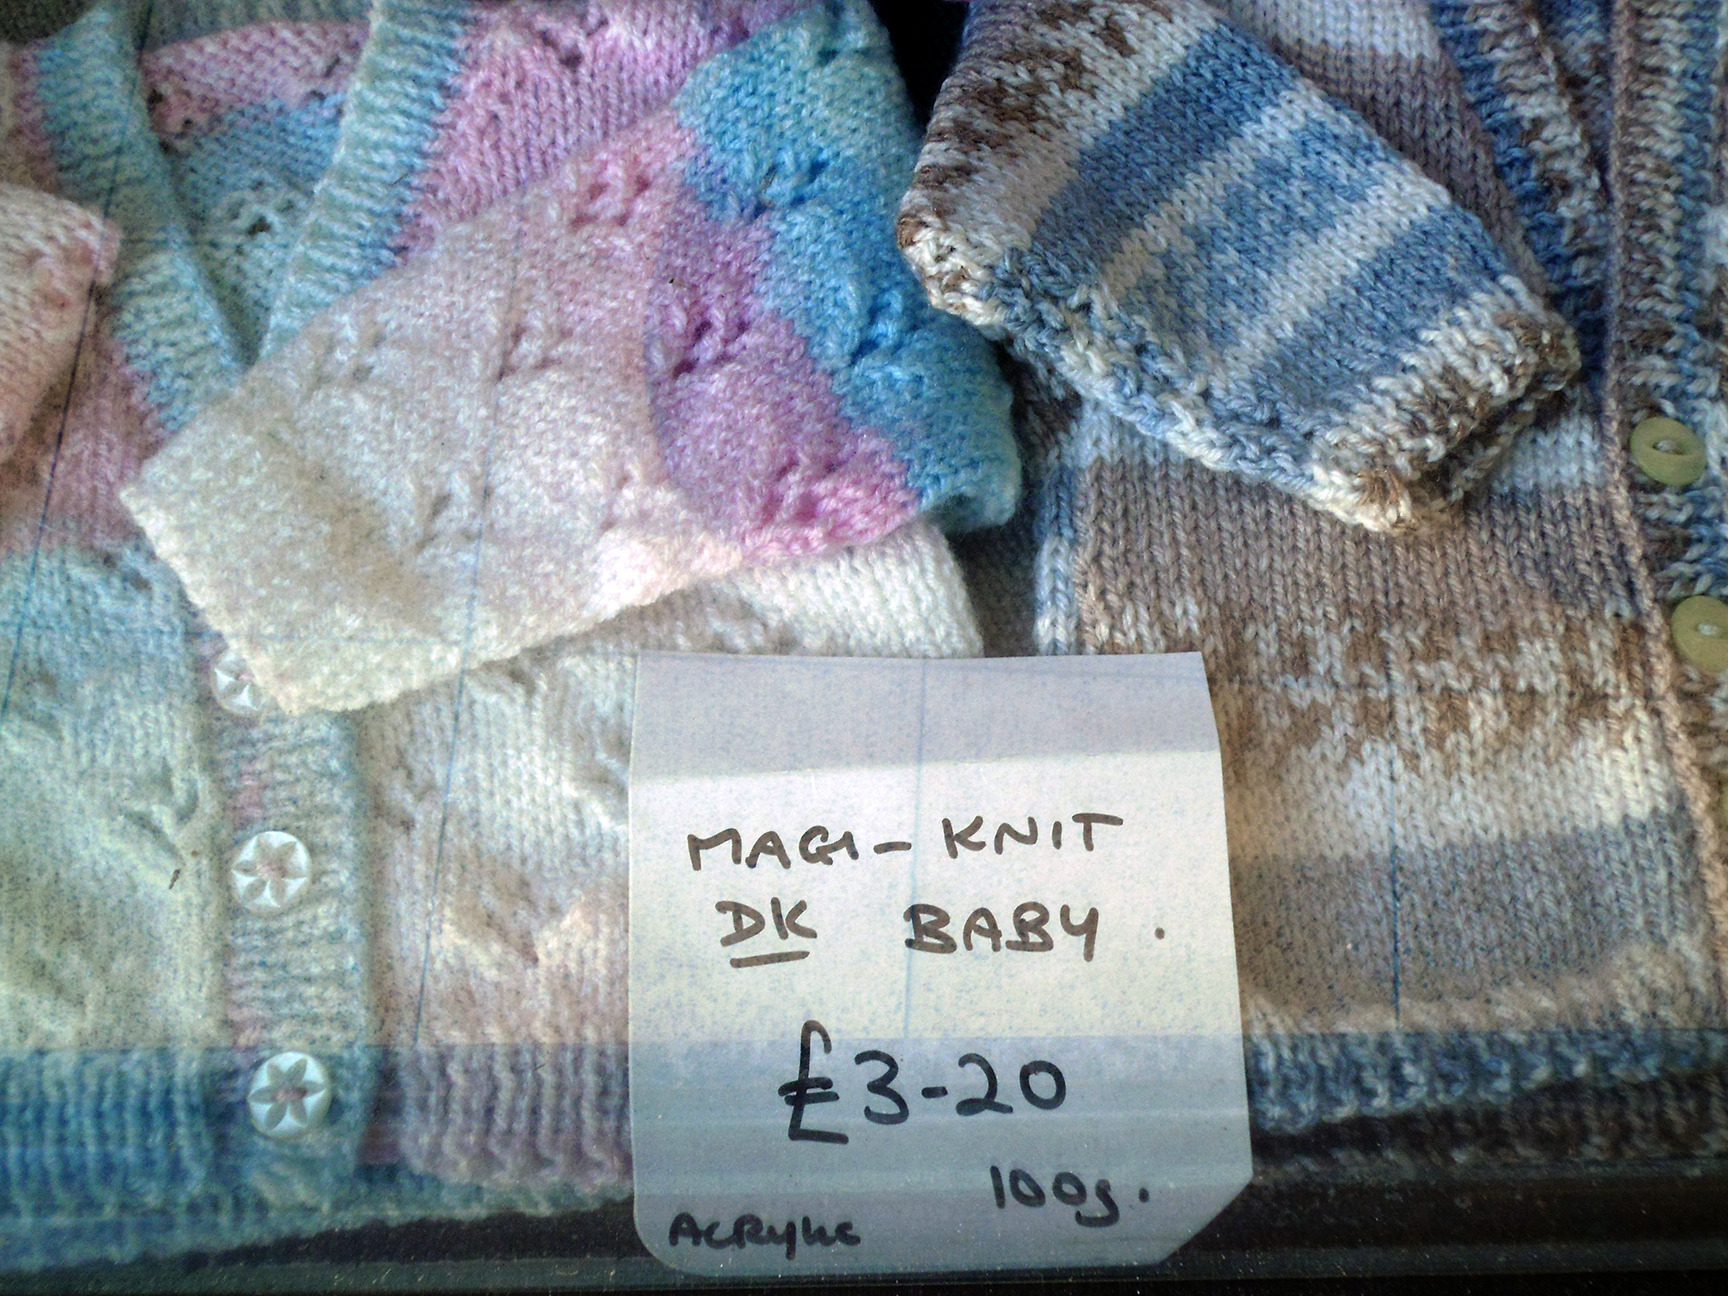 MAGI-KNIT
DK BABY.
£3-20
100g.
Acrylic